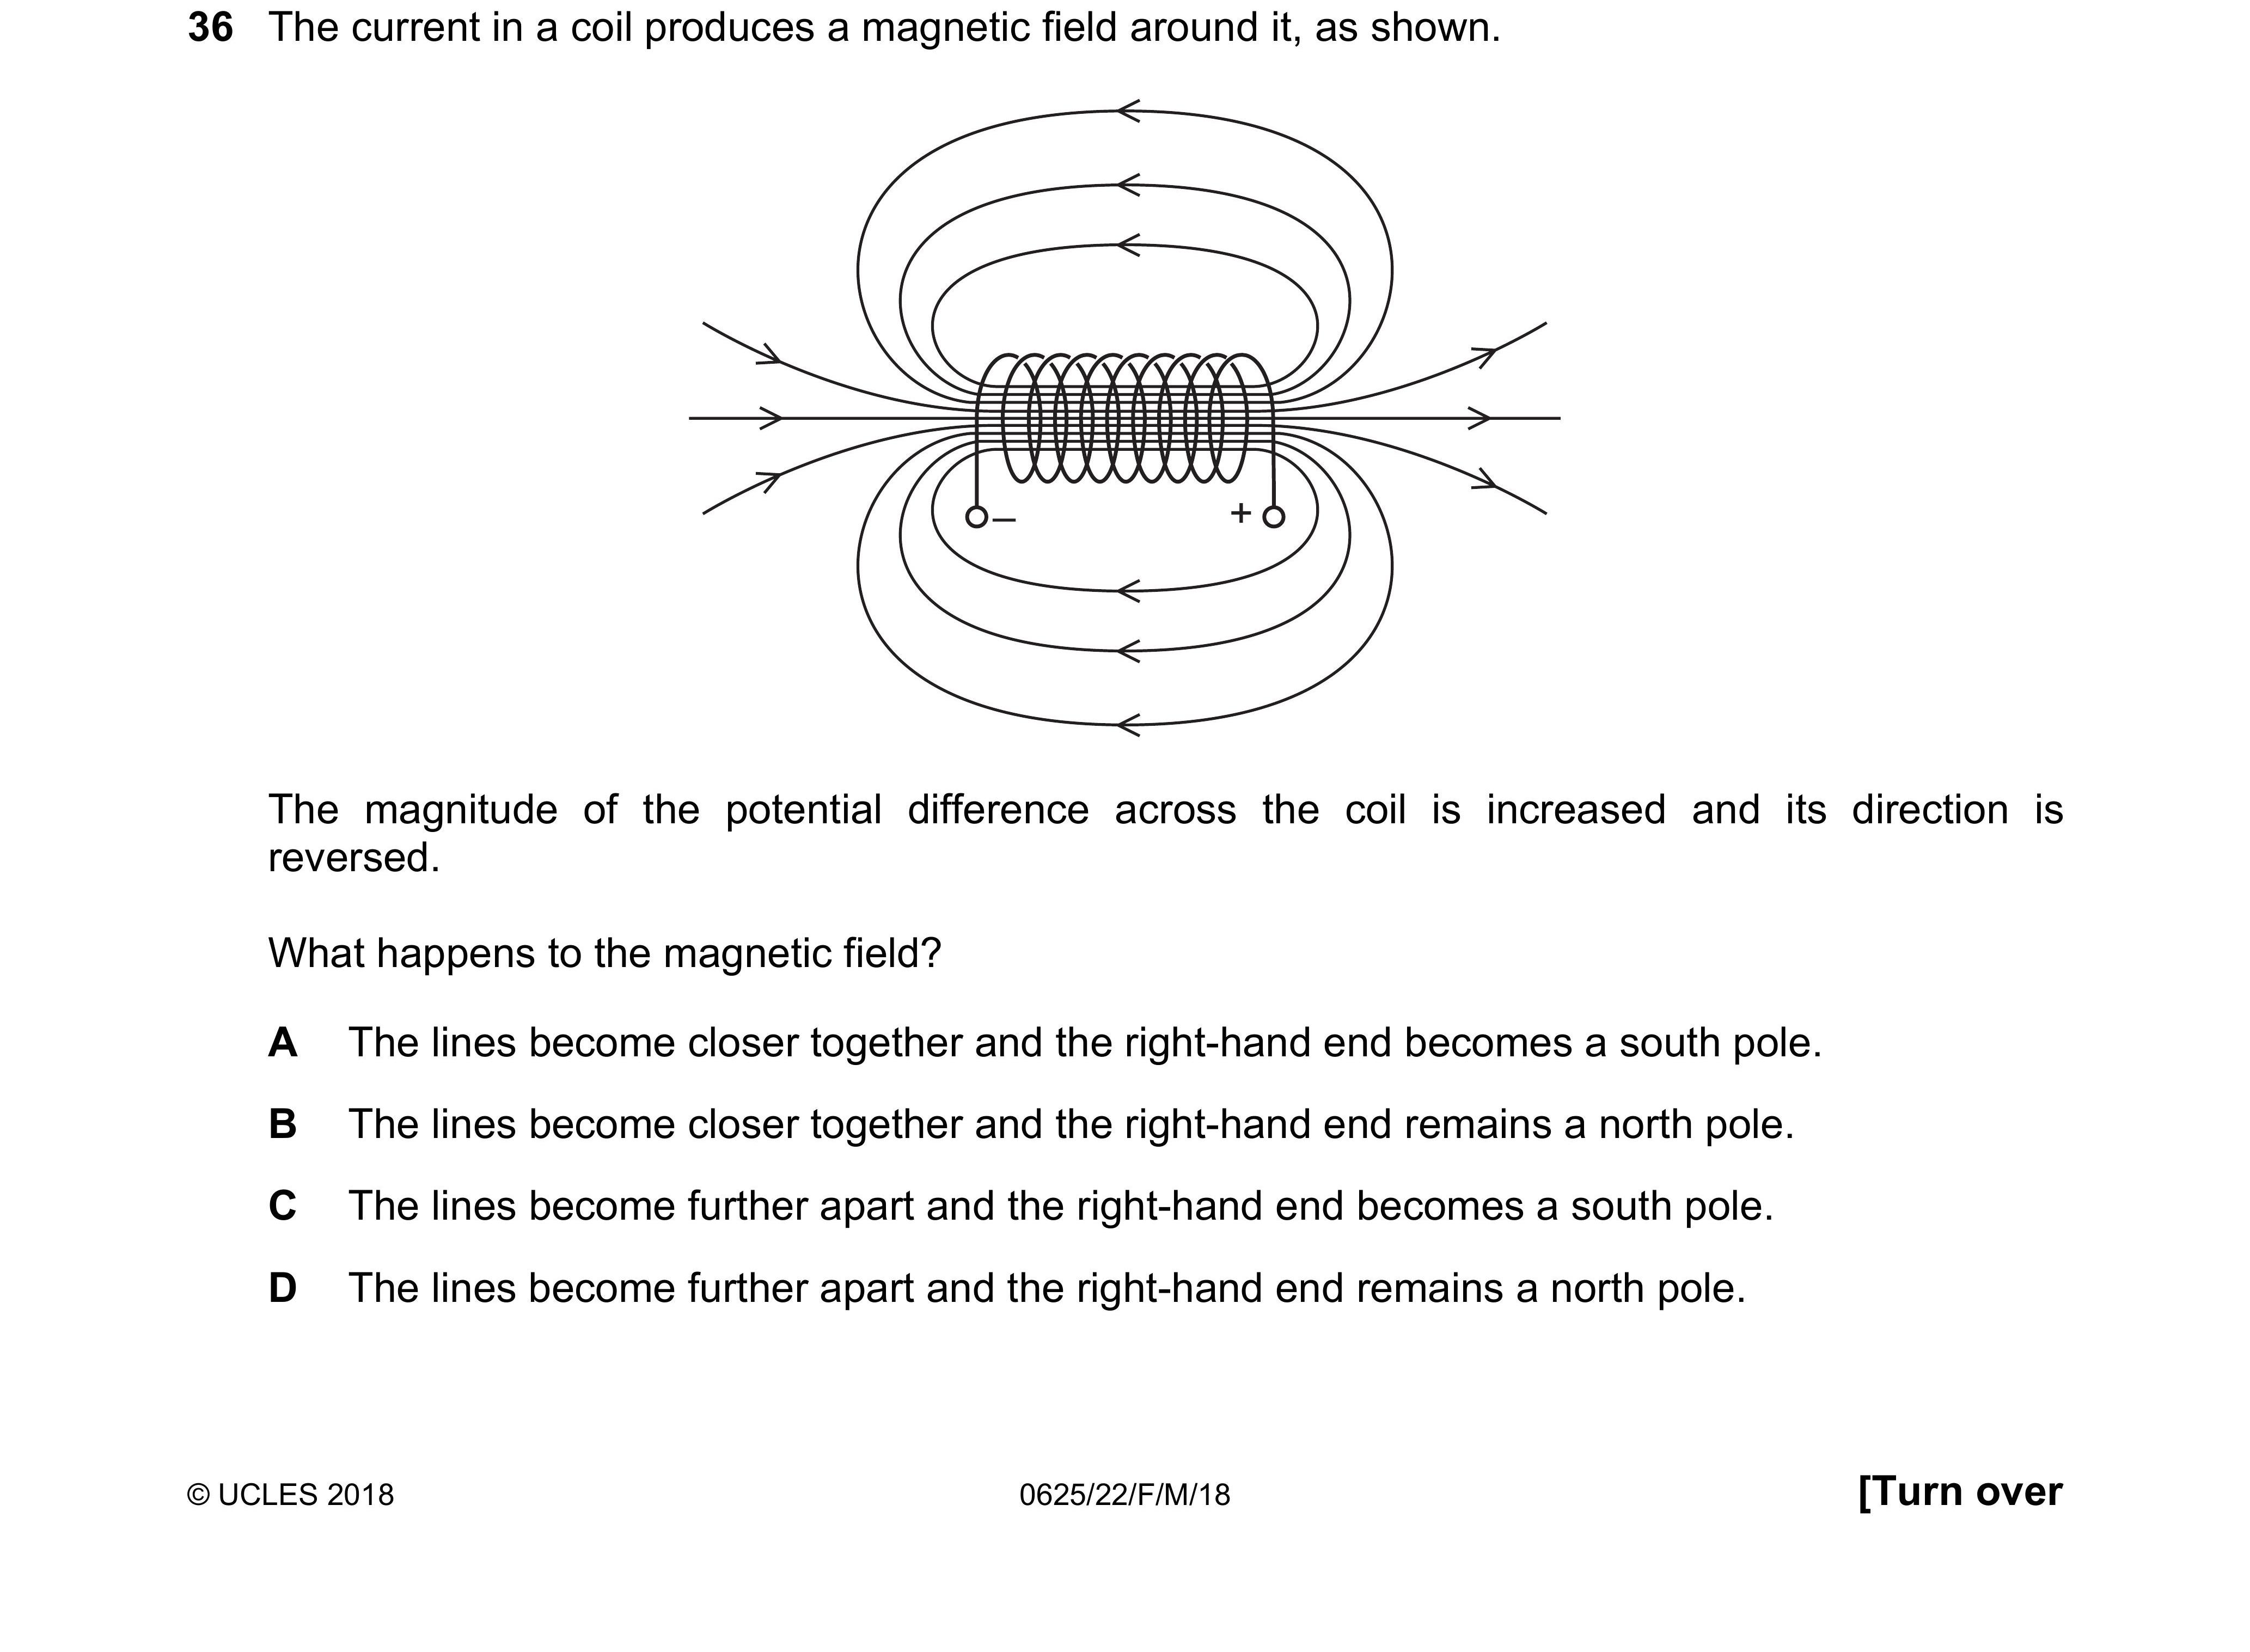 36 The current in a coil produces a magnetic field around it, as shown.
– +
The magnitude of the potential difference across the coil is increased and its direction is
reversed.
What happens to the magnetic field?
A The lines become closer together and the right-hand end becomes a south pole.
B The lines become closer together and the right-hand end remains a north pole.
C The lines become further apart and the right-hand end becomes a south pole.
D The lines become further apart and the right-hand end remains a north pole.
© UCLES 2018 0625/22/F/M/18 [Turn over